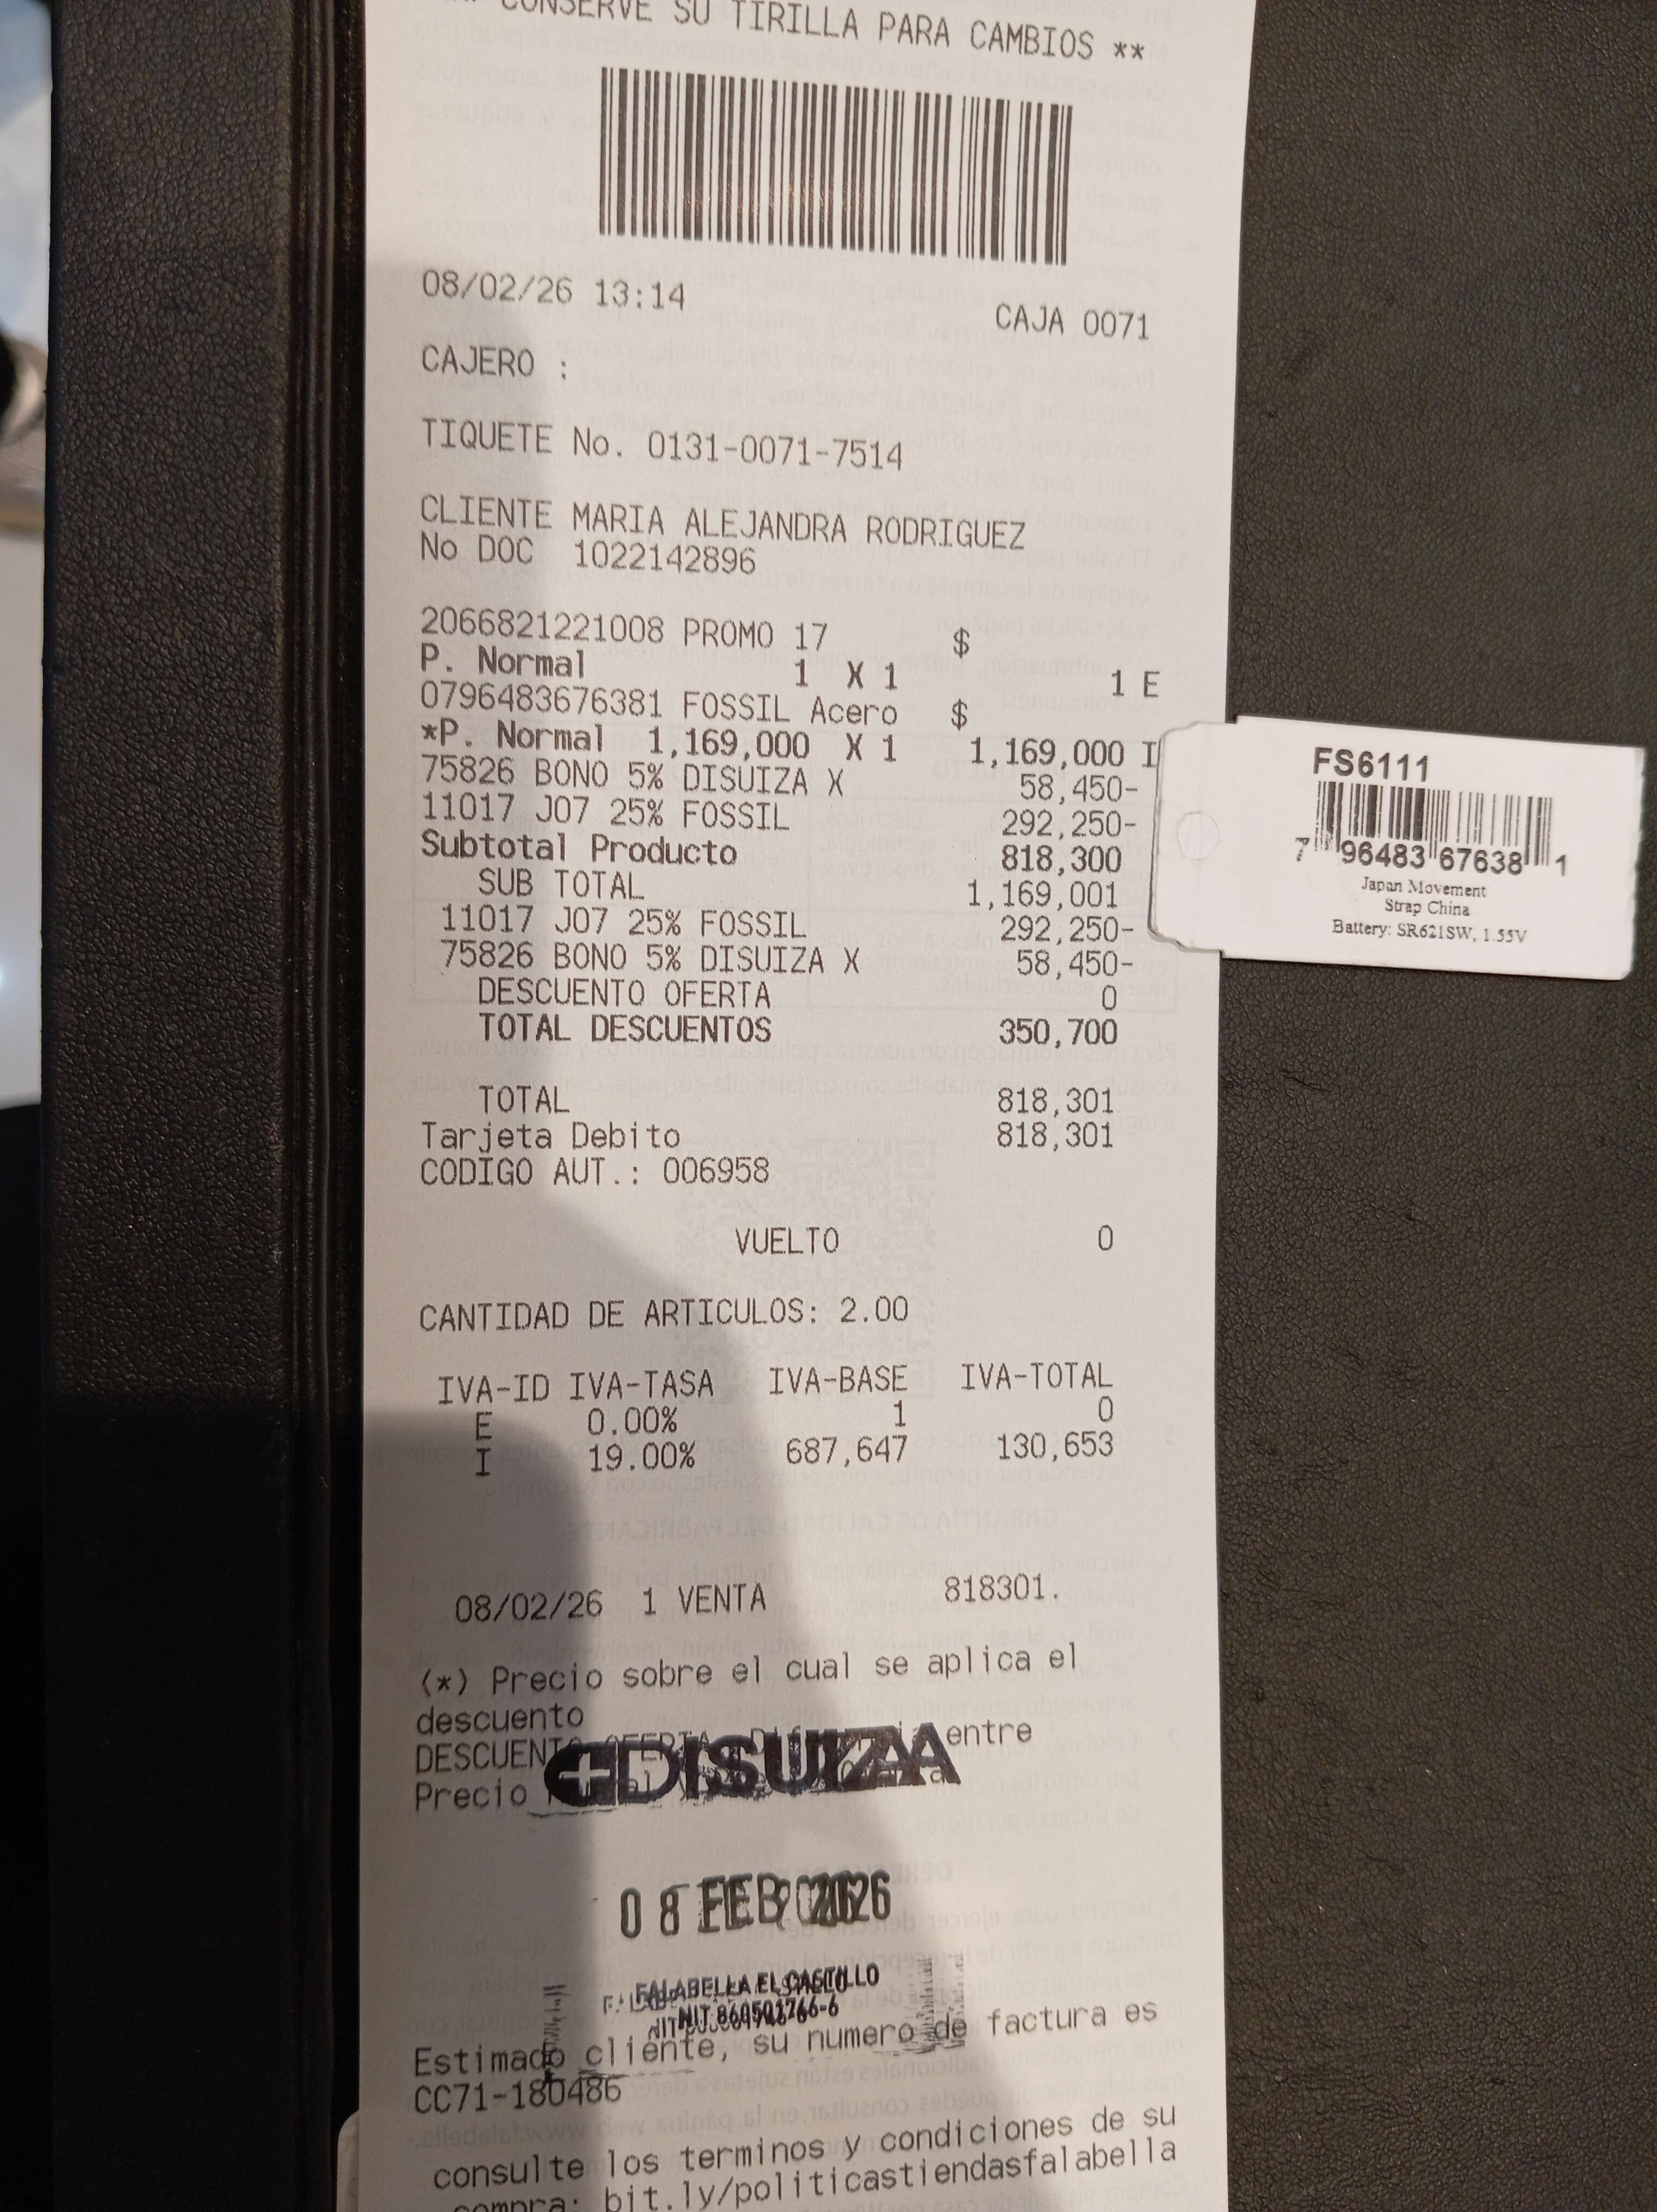 CONSERVE SU TIRILLA PARA CAMBIOS **
08/02/26 13:14 CAJA 0071
CAJERO :
TIQUETE No. 0131-0071-7514
CLIENTE MARIA ALEJANDRA RODRIGUEZ
No DOC 1022142896
2066821221008 PROMO 17 $
P. Normal 1 X 1 1 E
0796483676381 FOSSIL Acero $
*P. Normal 1,169,000 X 1 1,169,000 I
75826 BONO 5% DISUIZA X 58,450-
11017 J07 25% FOSSIL 292,250-
Subtotal Producto 818,300
SUB TOTAL 1,169,001
11017 J07 25% FOSSIL 292,250-
75826 BONO 5% DISUIZA X 58,450-
DESCUENTO OFERTA 0
TOTAL DESCUENTOS 350,700
TOTAL 818,301
Tarjeta Debito 818,301
CODIGO AUT.: 006958
VUELTO 0
CANTIDAD DE ARTICULOS: 2.00
IVA-ID IVA-TASA IVA-BASE IVA-TOTAL
E 0.00% 1 0
I 19.00% 687,647 130,653
08/02/26 1 VENTA 818301.
(*) Precio sobre el cual se aplica el
descuento
DESCUENTO OFERTA entre
Precio
DISUIZA
08 FEB 2026
FALABELLA EL CASTILLO
NIT
Estimado cliente, su numero de factura es
CC71-180486
consulte los terminos y condiciones de su
compra: bit.ly/politicastiendasfalabella
FS6111
7 96483 67638 1
Japan Movement
Strap China
Battery: SR621SW, 1.55V